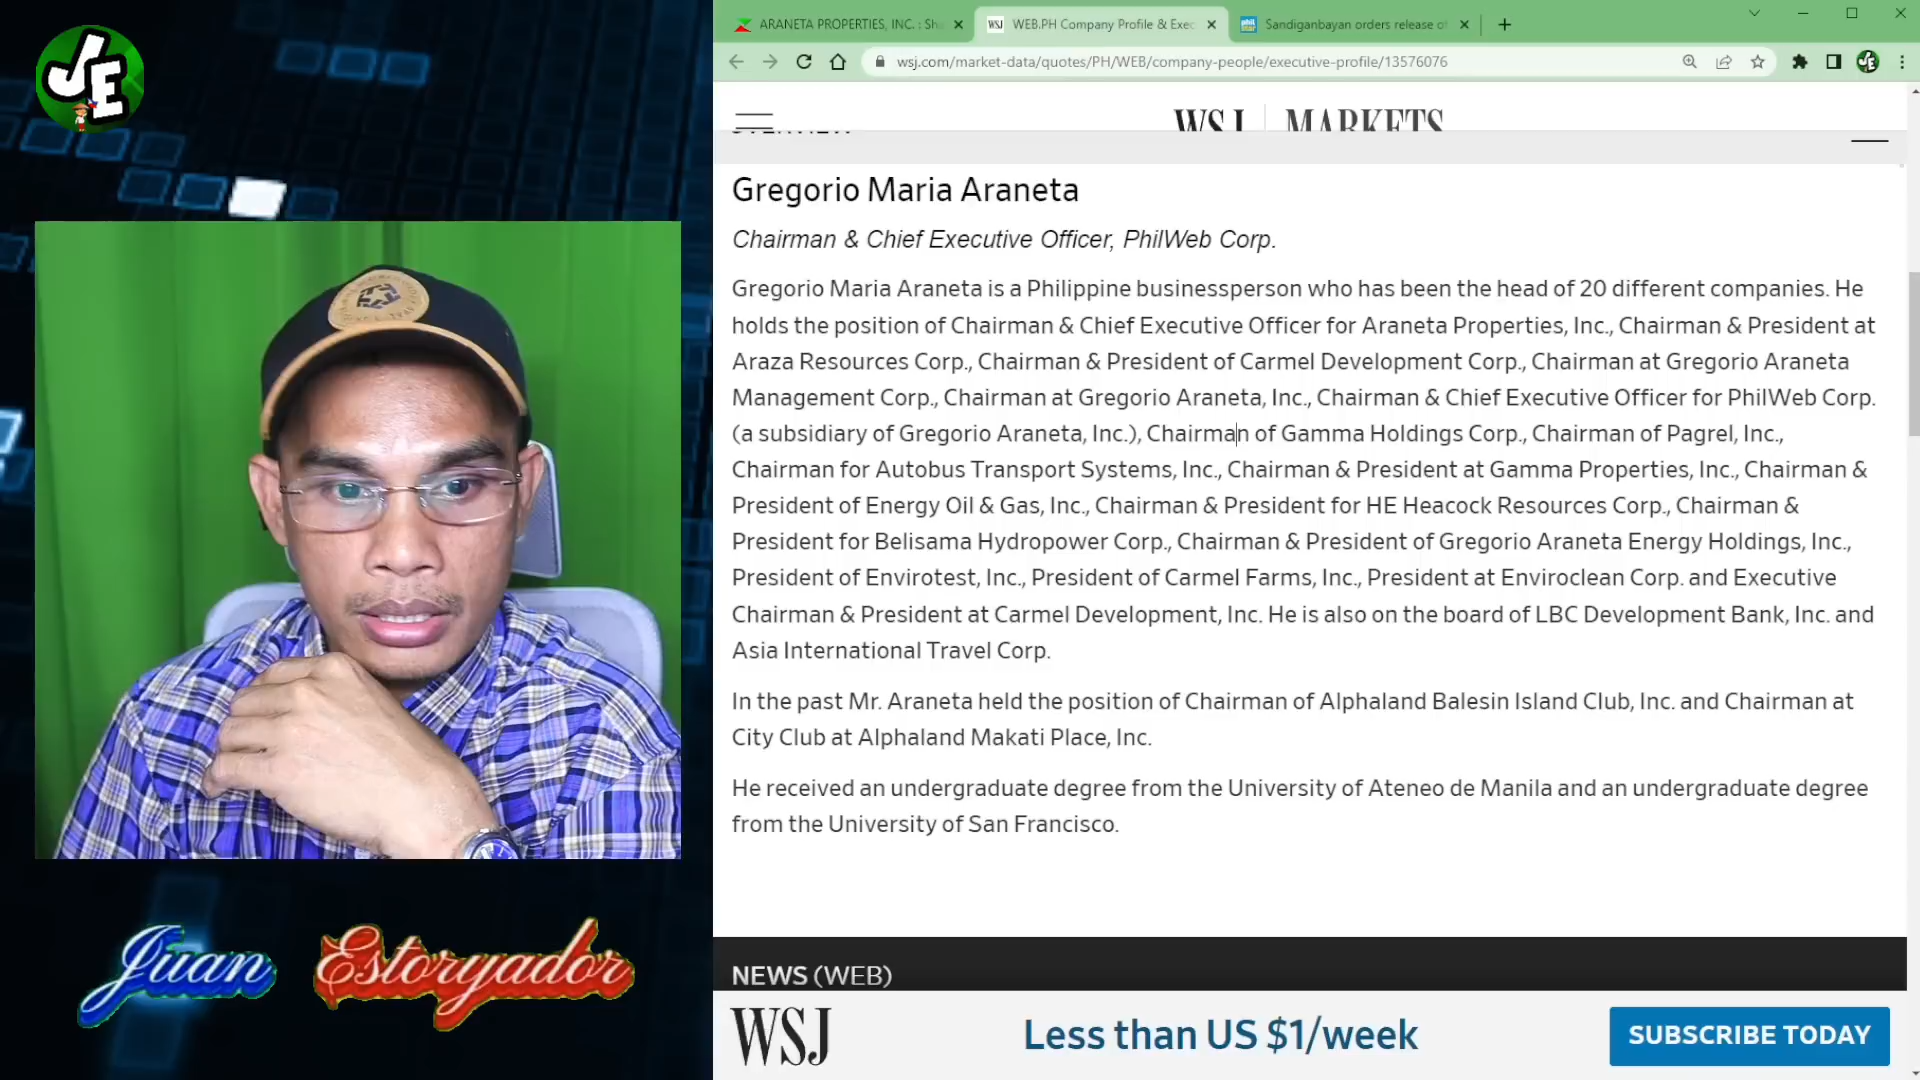 JE
ARANETA PROPERTIES, INC. : Sh
WSJ WEB.PH Company Profile & Exec
phil star Sandiganbayan orders release of
wsj.com/market-data/quotes/PH/WEB/company-people/executive-profile/13576076
JE
WSJ MARKETS
OVERVIEW
Gregorio Maria Araneta
Chairman & Chief Executive Officer, PhilWeb Corp.
Gregorio Maria Araneta is a Philippine businessperson who has been the head of 20 different companies. He
holds the position of Chairman & Chief Executive Officer for Araneta Properties, Inc., Chairman & President at
Araza Resources Corp., Chairman & President of Carmel Development Corp., Chairman at Gregorio Araneta
Management Corp., Chairman at Gregorio Araneta, Inc., Chairman & Chief Executive Officer for PhilWeb Corp.
(a subsidiary of Gregorio Araneta, Inc.), Chairman of Gamma Holdings Corp., Chairman of Pagrel, Inc.,
Chairman for Autobus Transport Systems, Inc., Chairman & President at Gamma Properties, Inc., Chairman &
President of Energy Oil & Gas, Inc., Chairman & President for HE Heacock Resources Corp., Chairman &
President for Belisama Hydropower Corp., Chairman & President of Gregorio Araneta Energy Holdings, Inc.,
President of Envirotest, Inc., President of Carmel Farms, Inc., President at Enviroclean Corp. and Executive
Chairman & President at Carmel Development, Inc. He is also on the board of LBC Development Bank, Inc. and
Asia International Travel Corp.
In the past Mr. Araneta held the position of Chairman of Alphaland Balesin Island Club, Inc. and Chairman at
City Club at Alphaland Makati Place, Inc.
He received an undergraduate degree from the University of Ateneo de Manila and an undergraduate degree
from the University of San Francisco.
NEWS (WEB)
WSJ
Less than US $1/week
SUBSCRIBE TODAY
Juan Estoryador